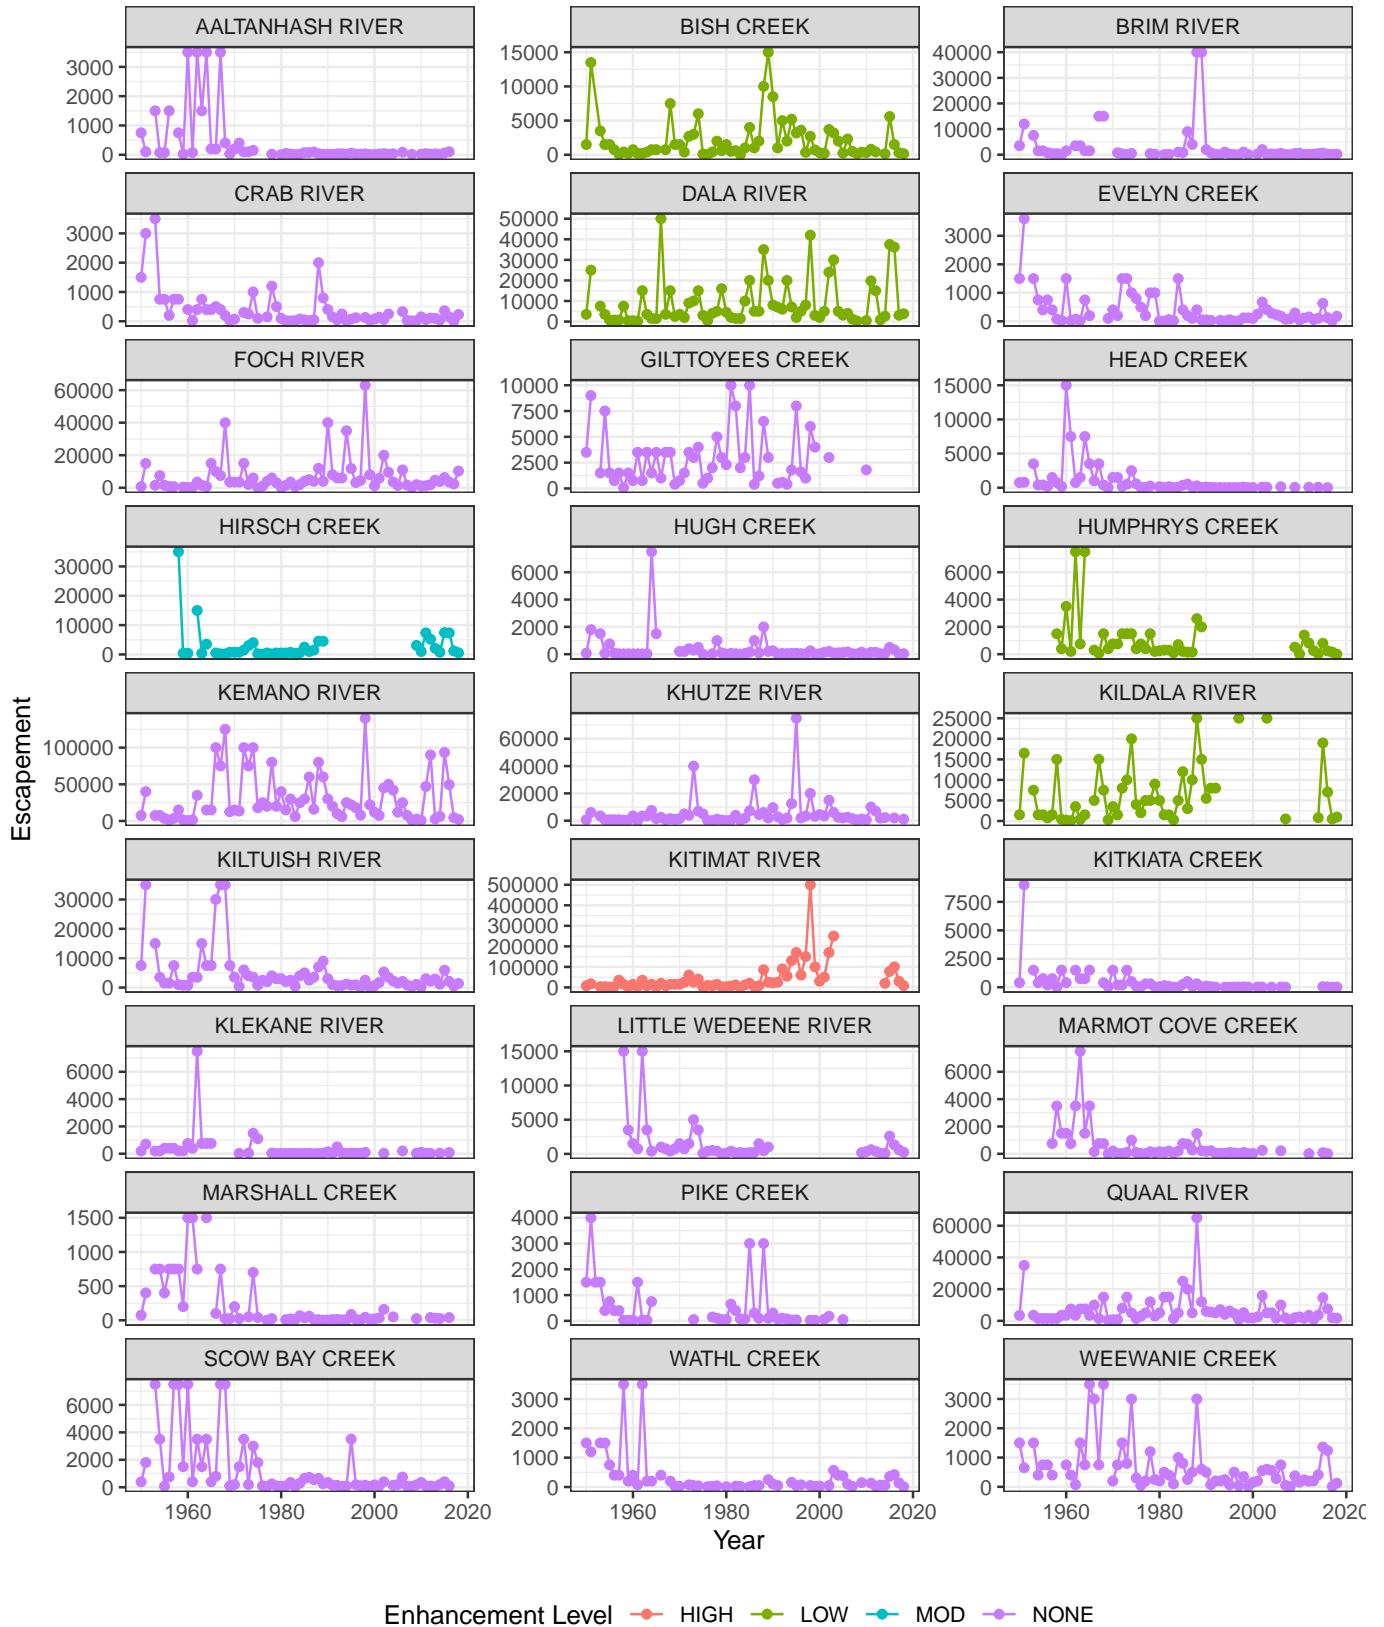 AALTANHASH RIVER BISH CREEK BRIM RIVER
3000 2000 1000 0
15000 10000 5000 0
40000 30000 20000 10000 0
CRAB RIVER DALA RIVER EVELYN CREEK
3000 2000 1000 0
50000 40000 30000 20000 10000 0
3000 2000 1000 0
FOCH RIVER GILTTOYEES CREEK HEAD CREEK
60000 40000 20000 0
10000 7500 5000 2500 0
15000 10000 5000 0
HIRSCH CREEK HUGH CREEK HUMPHRYS CREEK
30000 20000 10000 0
6000 4000 2000 0
6000 4000 2000 0
Escapement
KEMANO RIVER KHUTZE RIVER KILDALA RIVER
100000 50000 0
60000 40000 20000 0
25000 20000 15000 10000 5000 0
KILTUISH RIVER KITIMAT RIVER KITKIATA CREEK
30000 20000 10000 0
500000 400000 300000 200000 100000 0
7500 5000 2500 0
KLEKANE RIVER LITTLE WEDEENE RIVER MARMOT COVE CREEK
6000 4000 2000 0
15000 10000 5000 0
6000 4000 2000 0
MARSHALL CREEK PIKE CREEK QUAAL RIVER
1500 1000 500 0
4000 3000 2000 1000 0
60000 40000 20000 0
SCOW BAY CREEK WATHL CREEK WEEWANIE CREEK
6000 4000 2000 0
3000 2000 1000 0
3000 2000 1000 0
1960 1980 2000 2020 1960 1980 2000 2020 1960 1980 2000 2020
Year
Enhancement Level HIGH LOW MOD NONE